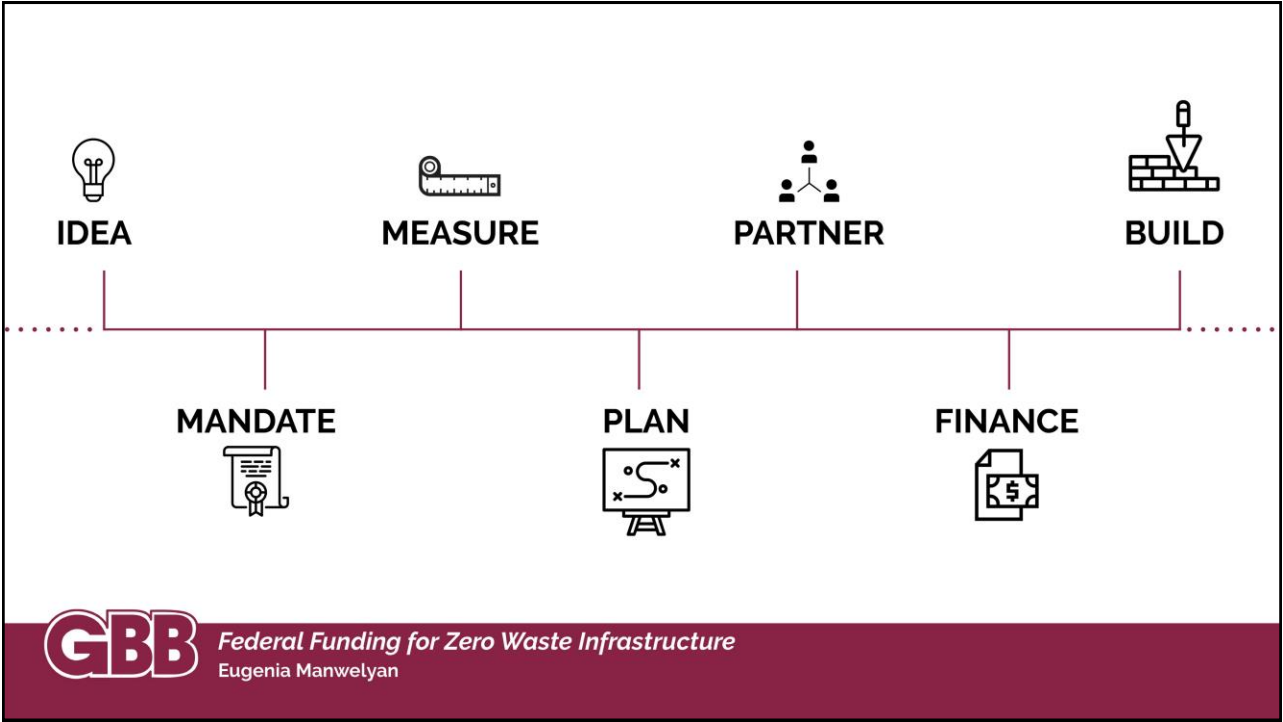 IDEA
MEASURE
PARTNER
BUILD
MANDATE
PLAN
FINANCE
$
GBB
Federal Funding for Zero Waste Infrastructure
Eugenia Manwelyan